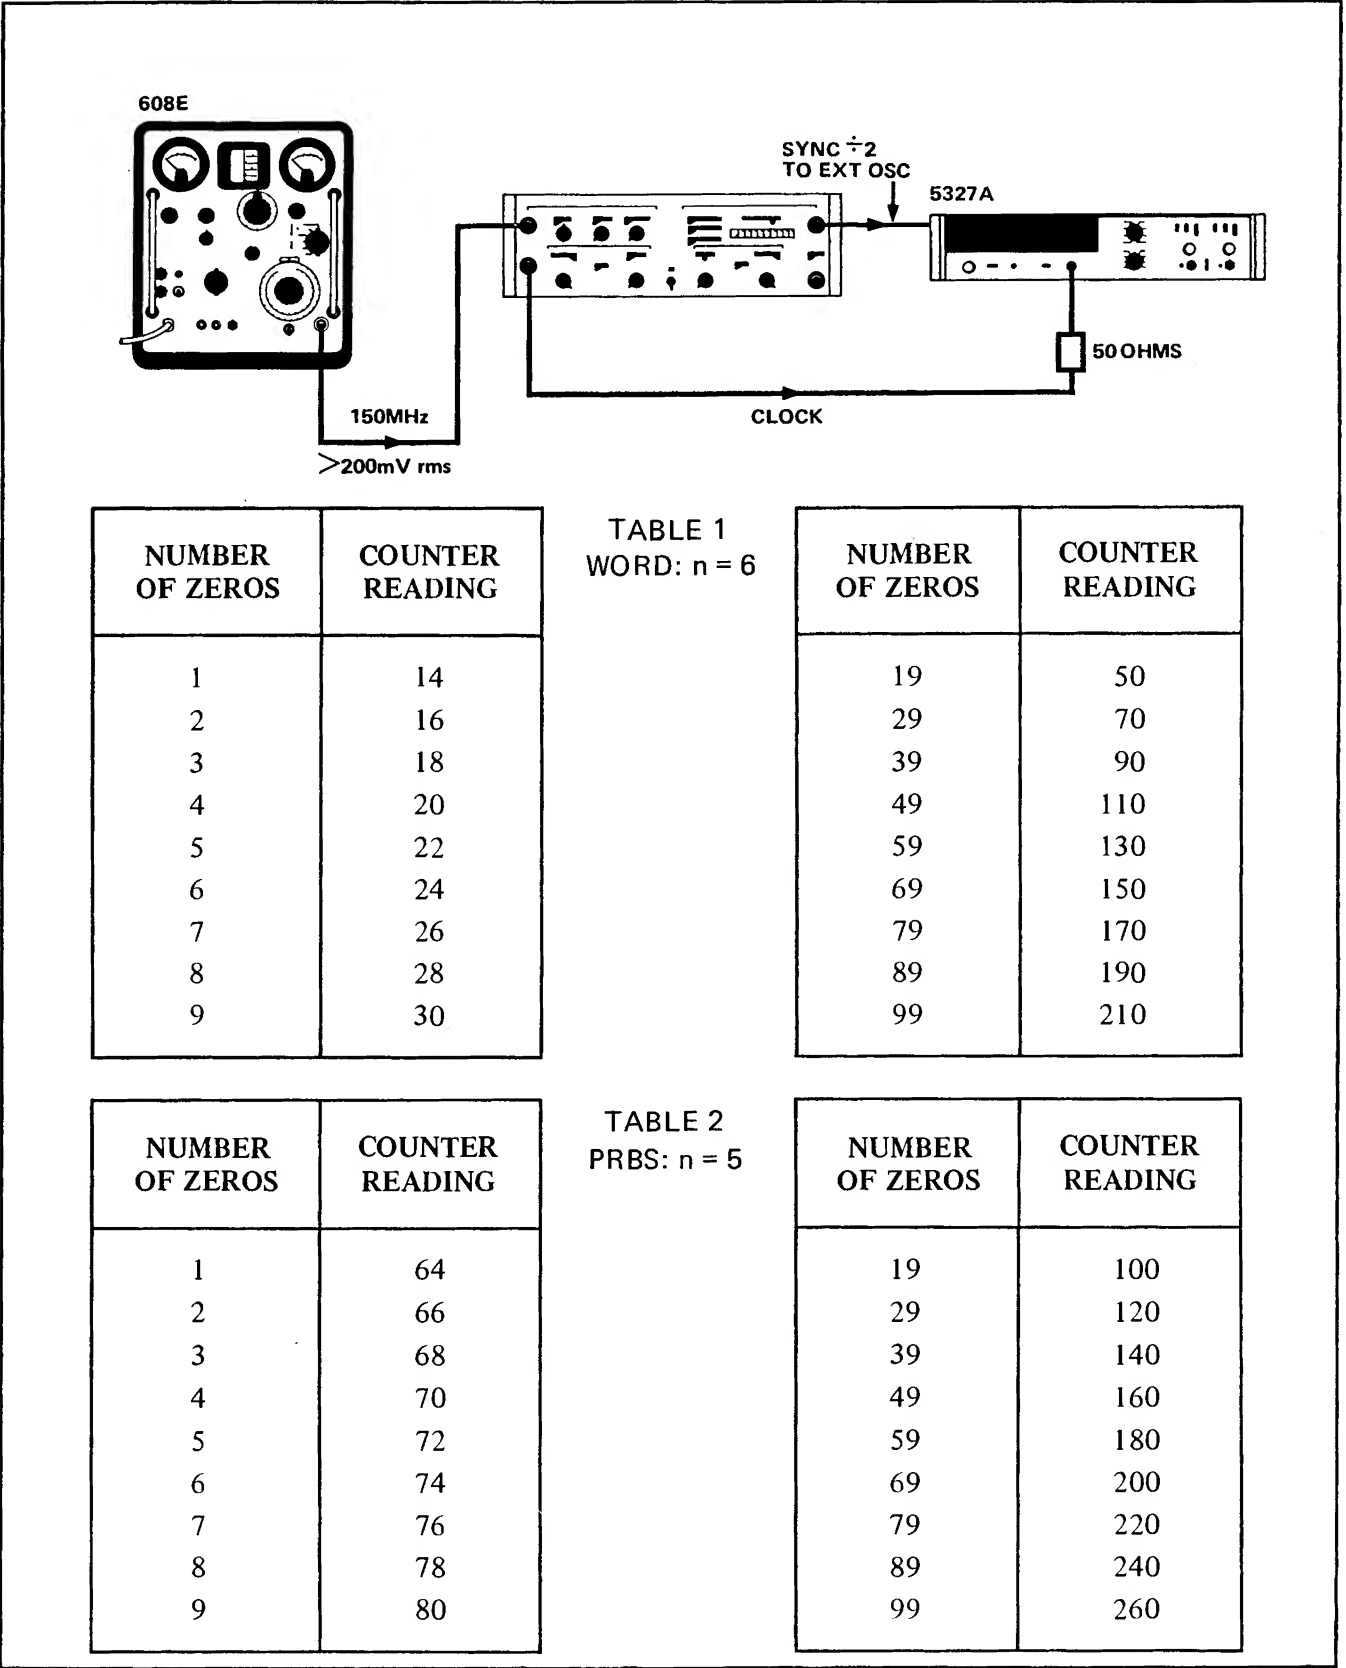 608E
SYNC ÷2
TO EXT OSC
5327A
50 OHMS
150MHz
CLOCK
>200mV rms
TABLE 1
WORD: n = 6
NUMBER OF ZEROS COUNTER READING
1 14
2 16
3 18
4 20
5 22
6 24
7 26
8 28
9 30
NUMBER OF ZEROS COUNTER READING
19 50
29 70
39 90
49 110
59 130
69 150
79 170
89 190
99 210
TABLE 2
PRBS: n = 5
NUMBER OF ZEROS COUNTER READING
1 64
2 66
3 68
4 70
5 72
6 74
7 76
8 78
9 80
NUMBER OF ZEROS COUNTER READING
19 100
29 120
39 140
49 160
59 180
69 200
79 220
89 240
99 260